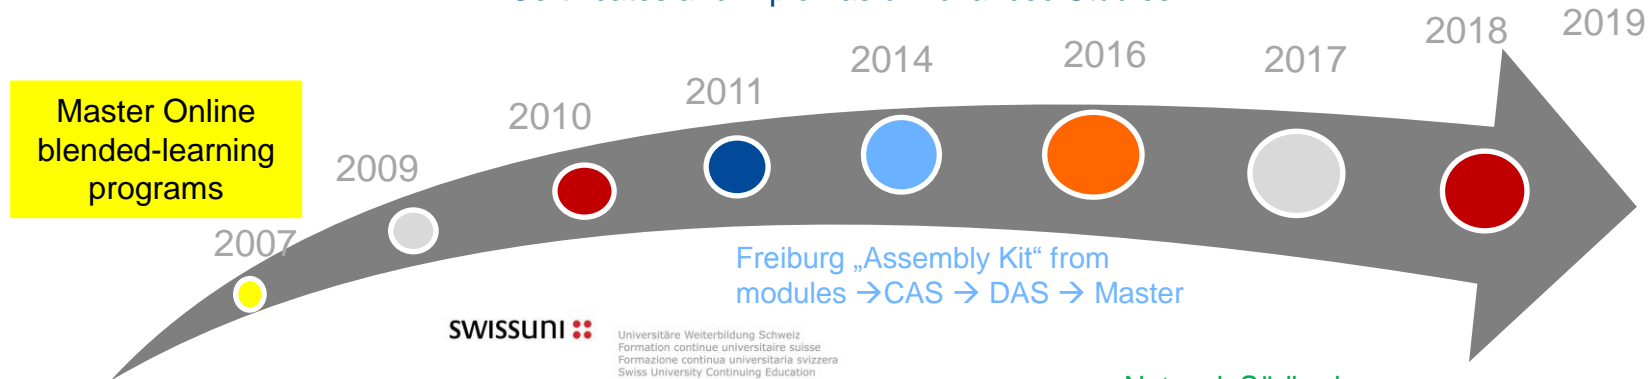 2019
2018
2016
2014
2017
2011
Master Online
blended-learning
programs
2010
2009
2007
Freiburg „Assembly Kit“ from
modules →CAS → DAS → Master
swissuni
Universitäre Weiterbildung Schweiz
Formation continue universitaire suisse
Formazione continua universitaria svizzera
Swiss University Continuing Education